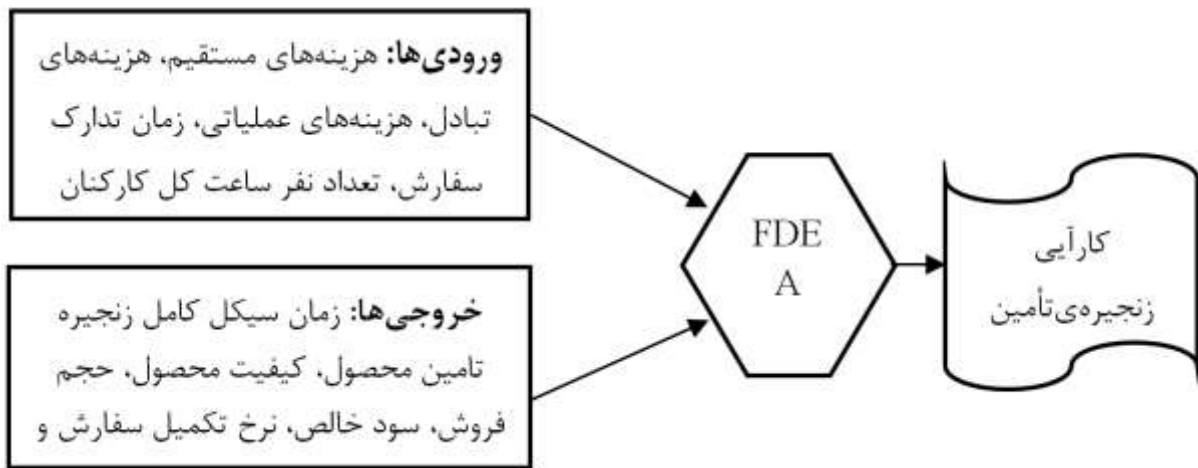 ورودی‌ها: هزینه‌های مستقیم، هزینه‌های
تبادل، هزینه‌های عملیاتی، زمان تدارک
سفارش، تعداد نفر ساعت کل کارکنان
خروجی‌ها: زمان سیکل کامل زنجیره
تامین محصول، کیفیت محصول، حجم
فروش، سود خالص، نرخ تکمیل سفارش و
FDE
A
کارآیی
زنجیره‌ی تأمین